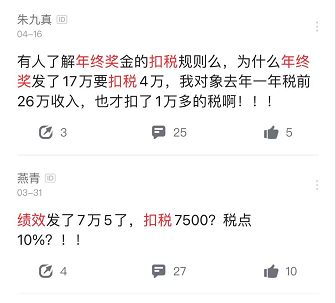 朱九真 ID
04-16
有人了解年终奖金的扣税规则么，为什么年终
奖发了17万要扣税4万，我对象去年一年税前
26万收入，也才扣了1万多的税啊！！！
3 25 5
燕青 ID
03-31
绩效发了7万5了，扣税7500？税点
10%？！！
4 27 10